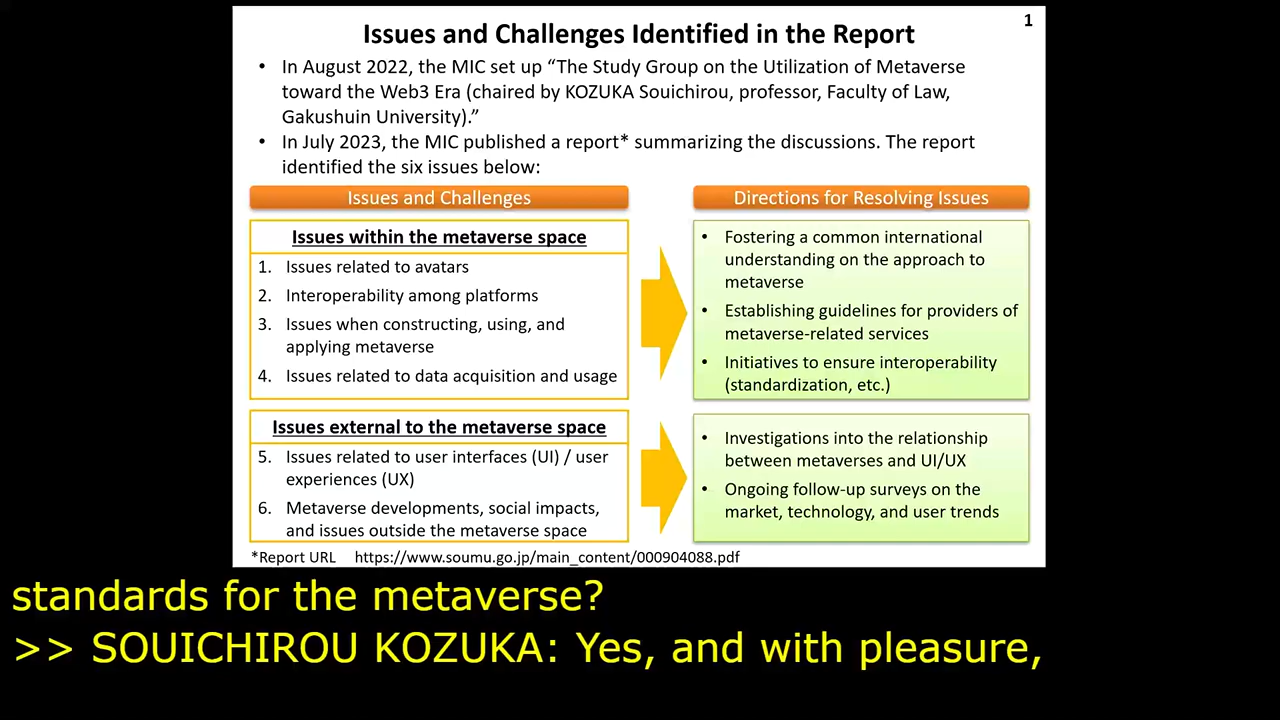 1
Issues and Challenges Identified in the Report
• In August 2022, the MIC set up “The Study Group on the Utilization of Metaverse
toward the Web3 Era (chaired by KOZUKA Souichirou, professor, Faculty of Law,
Gakushuin University).”
• In July 2023, the MIC published a report* summarizing the discussions. The report
identified the six issues below:
Issues and Challenges
Issues within the metaverse space
1. Issues related to avatars
2. Interoperability among platforms
3. Issues when constructing, using, and
applying metaverse
4. Issues related to data acquisition and usage
Directions for Resolving Issues
• Fostering a common international
understanding on the approach to
metaverse
• Establishing guidelines for providers of
metaverse-related services
• Initiatives to ensure interoperability
(standardization, etc.)
Issues external to the metaverse space
5. Issues related to user interfaces (UI) / user
experiences (UX)
6. Metaverse developments, social impacts,
and issues outside the metaverse space
• Investigations into the relationship
between metaverses and UI/UX
• Ongoing follow-up surveys on the
market, technology, and user trends
*Report URL https://www.soumu.go.jp/main_content/000904088.pdf
standards for the metaverse?
>> SOUICHIROU KOZUKA: Yes, and with pleasure,